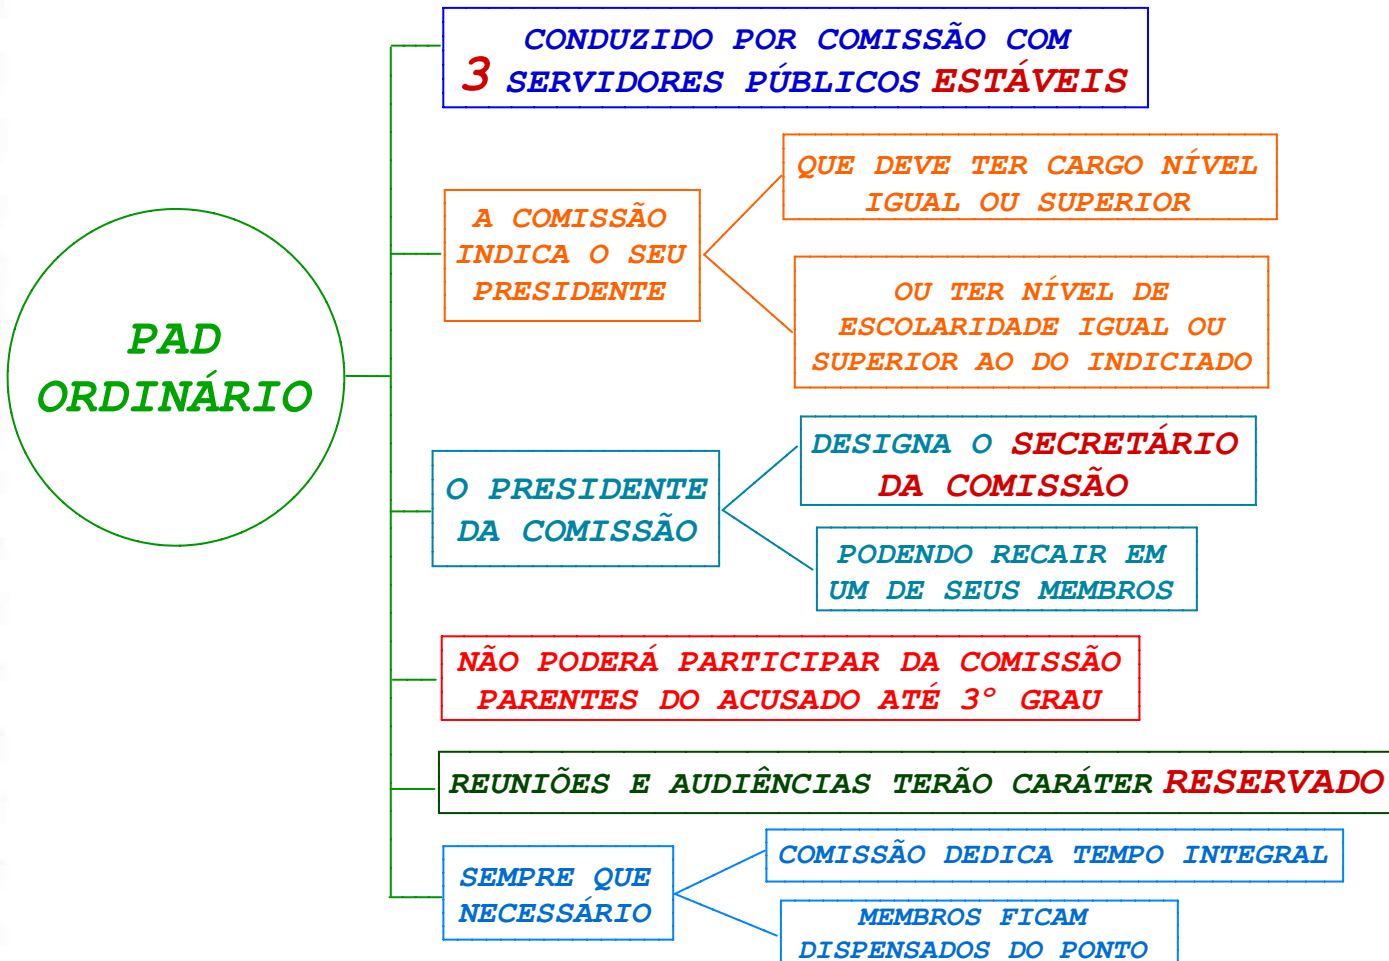 PAD
ORDINÁRIO
CONDUZIDO POR COMISSÃO COM
3 SERVIDORES PÚBLICOS ESTÁVEIS
A COMISSÃO
INDICA O SEU
PRESIDENTE
QUE DEVE TER CARGO NÍVEL
IGUAL OU SUPERIOR
OU TER NÍVEL DE
ESCOLARIDADE IGUAL OU
SUPERIOR AO DO INDICIADO
O PRESIDENTE
DA COMISSÃO
DESIGNA O SECRETÁRIO
DA COMISSÃO
PODENDO RECAIR EM
UM DE SEUS MEMBROS
NÃO PODERÁ PARTICIPAR DA COMISSÃO
PARENTES DO ACUSADO ATÉ 3º GRAU
REUNIÕES E AUDIÊNCIAS TERÃO CARÁTER RESERVADO
SEMPRE QUE
NECESSÁRIO
COMISSÃO DEDICA TEMPO INTEGRAL
MEMBROS FICAM
DISPENSADOS DO PONTO